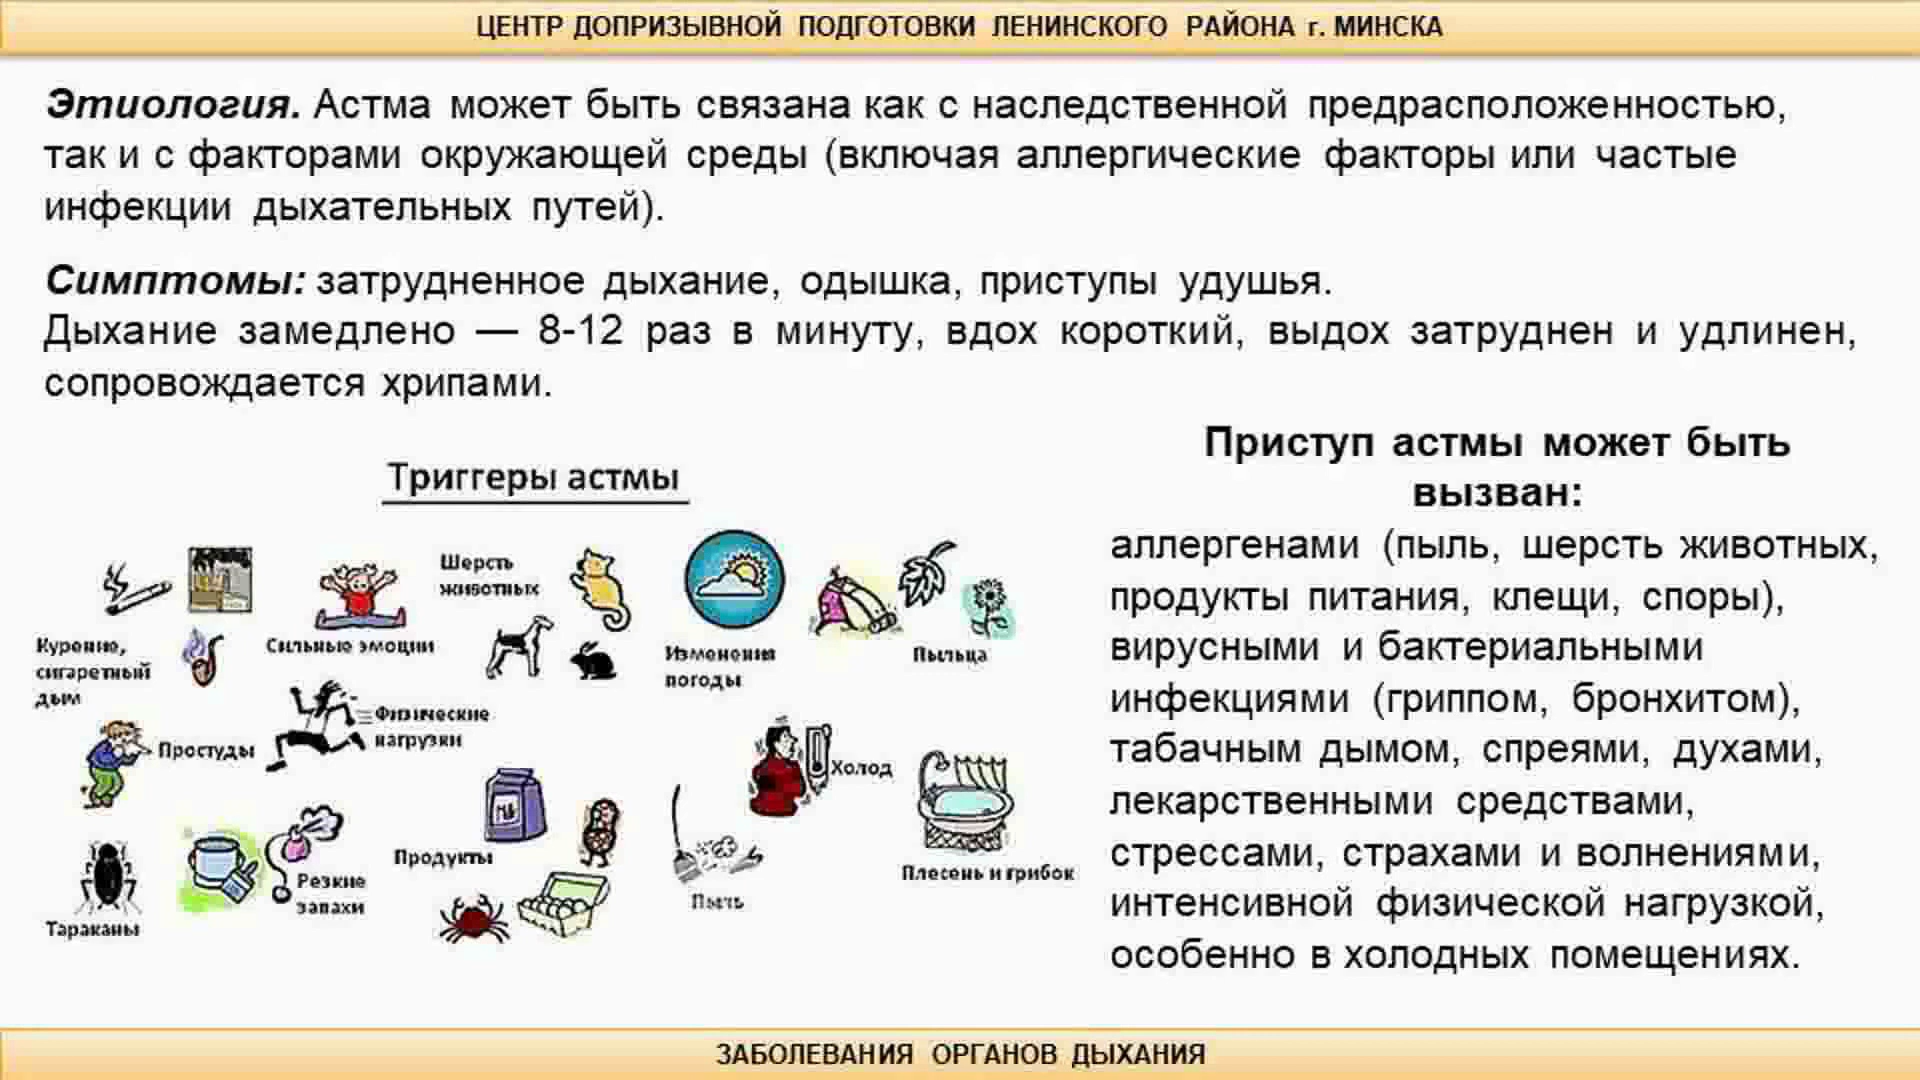 ЦЕНТР ДОПРИЗЫВНОЙ ПОДГОТОВКИ ЛЕНИНСКОГО РАЙОНА г. МИНСКА
Этиология. Астма может быть связана как с наследственной предрасположенностью,
так и с факторами окружающей среды (включая аллергические факторы или частые
инфекции дыхательных путей).
Симптомы: затрудненное дыхание, одышка, приступы удушья.
Дыхание замедлено — 8-12 раз в минуту, вдох короткий, выдох затруднен и удлинен,
сопровождается хрипами.
Триггеры астмы
Курение,
сигаретный
дым
Сильные эмоции
Шерсть
животных
Изменения
погоды
Пыльца
Простуды
Физические
нагрузки
Холод
Плесень и грибок
Тараканы
Резкие
запахи
Продукты
Пыль
Приступ астмы может быть
вызван:
аллергенами (пыль, шерсть животных,
продукты питания, клещи, споры),
вирусными и бактериальными
инфекциями (гриппом, бронхитом),
табачным дымом, спреями, духами,
лекарственными средствами,
стрессами, страхами и волнениями,
интенсивной физической нагрузкой,
особенно в холодных помещениях.
ЗАБОЛЕВАНИЯ ОРГАНОВ ДЫХАНИЯ